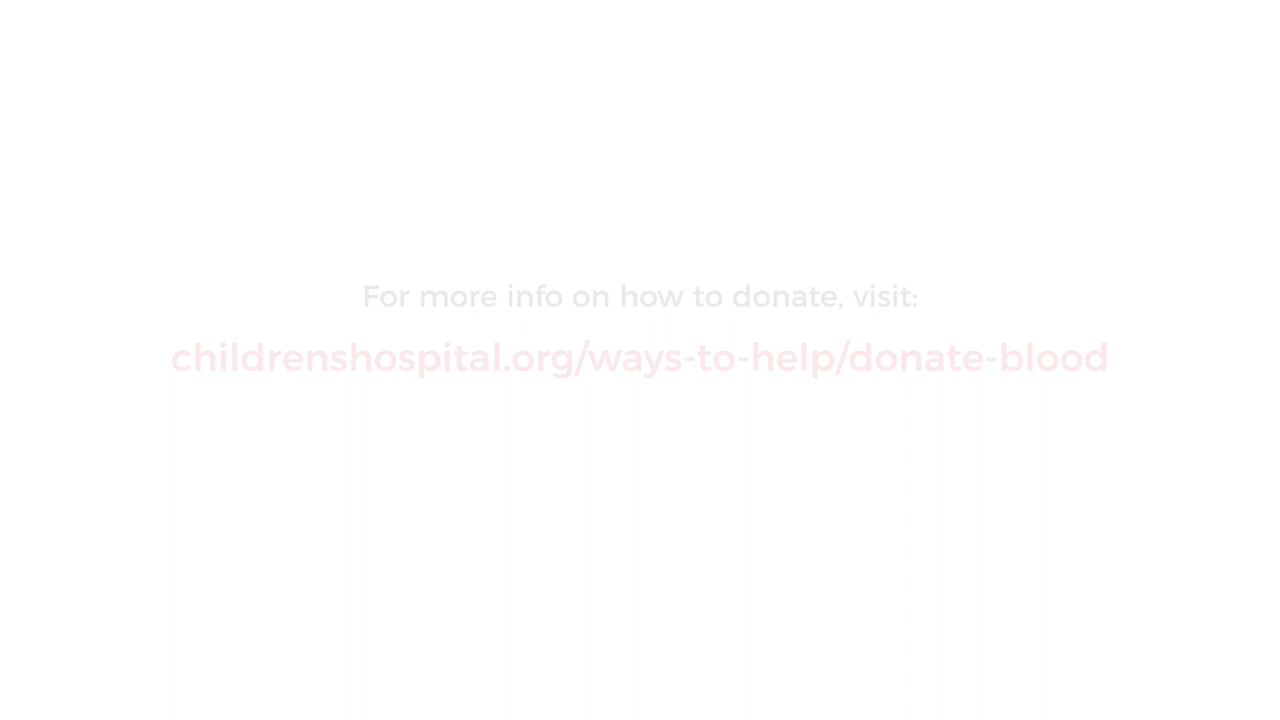 For more info on how to donate, visit:
childrenshospital.org/ways-to-help/donate-blood